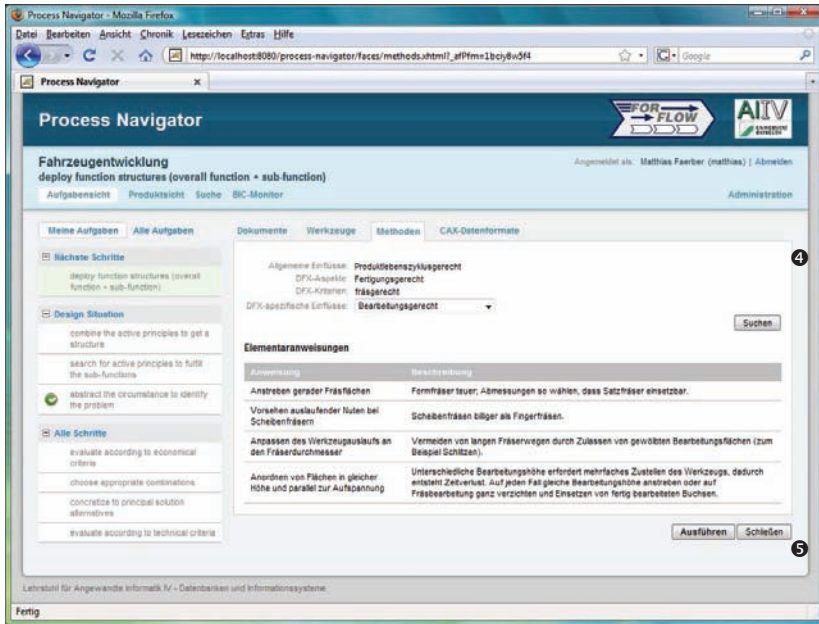 Process Navigator - Mozilla Firefox
Datei Bearbeiten Ansicht Chronik Lesezeichen Extras Hilfe
http://localhost:8080/process-navigator/faces/methods.xhtml?_afPfm=1bciy8w5f4
Google
Process Navigator x
Process Navigator
FOR
FLOW
AI IV
UNIVERSITÄT
BAYREUTH
Fahrzeugentwicklung
Angemeldet als: Matthias Faerber (matthias) | Abmelden
deploy function structures (overall function + sub-function)
Aufgabensicht Produktsicht Suche BIC-Monitor Administration
Meine Aufgaben Alle Aufgaben
Dokumente Werkzeuge Methoden CAX-Datenformate
Nächste Schritte
deploy function structures (overall
function + sub-function)
Design Situation
combine the active principles to get a
structure
search for active principles to fulfill
the sub-functions
abstract the circumstance to identify
the problem
Alle Schritte
evaluate according to economical
criteria
choose appropriate combinations
concretize to principal solution
alternatives
evaluate according to technical criteria
Allgemeine Einflüsse: Produktlebenszyklusgerecht
DFX-Aspekte: Fertigungsgerecht
DFX-Kriterien: fräsgerecht
DFX-spezifische Einflüsse: Bearbeitungsgerecht
Suchen
Elementaranweisungen
Anweisung Beschreibung
Anstreben gerader Fräsflächen Formfräser teuer; Abmessungen so wählen, dass Satzfräser einsetzbar.
Vorsehen auslaufender Nuten bei
Scheibenfräsern
Scheibenfräsen billiger als Fingerfräsen.
Anpassen des Werkzeugauslaufs an
den Fräserdurchmesser
Vermeiden von langen Fräserwegen durch Zulassen von gewölbten Bearbeitungsflächen (zum
Beispiel Schlitzen).
Anordnen von Flächen in gleicher
Höhe und parallel zur Aufspannung
Unterschiedliche Bearbeitungshöhe erfordert mehrfaches Zustellen des Werkzeugs, dadurch
entsteht Zeitverlust. Auf jeden Fall gleiche Bearbeitungshöhe anstreben oder auf
Fräsbearbeitung ganz verzichten und Einsetzen von fertig bearbeiteten Buchsen.
Ausführen Schließen
❹
❺
Lehrstuhl für Angewandte Informatik IV - Datenbanken und Informationssysteme
Fertig